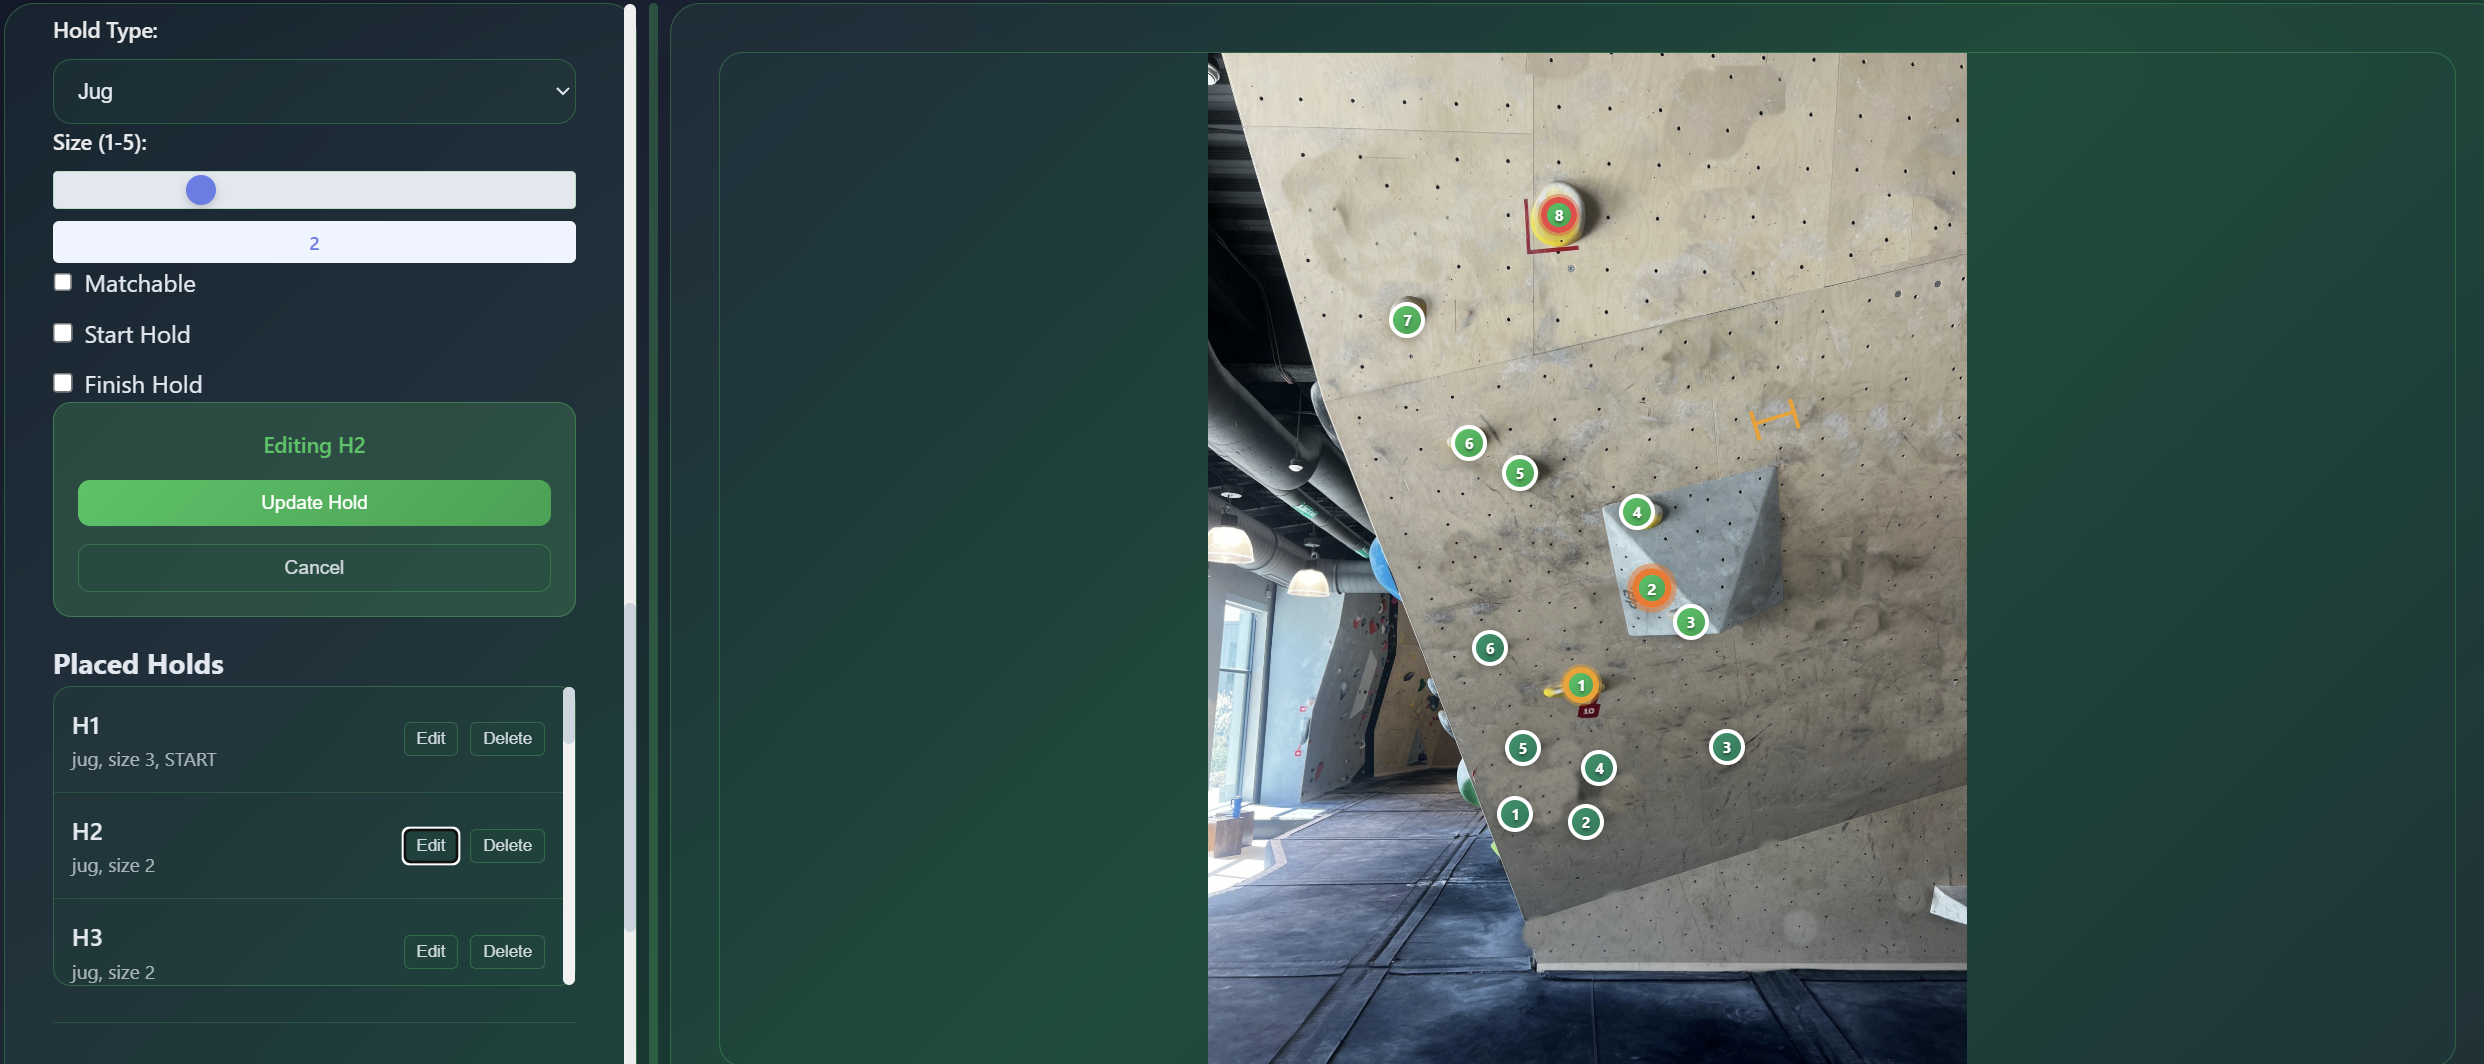 Hold Type:
Jug
Size (1-5):
2
Matchable
Start Hold
Finish Hold
Editing H2
Update Hold
Cancel
Placed Holds
H1
jug, size 3, START
Edit
Delete
H2
jug, size 2
Edit
Delete
H3
jug, size 2
Edit
Delete
8
7
6
5
4
2
3
6
1
10
5
4
3
1
2